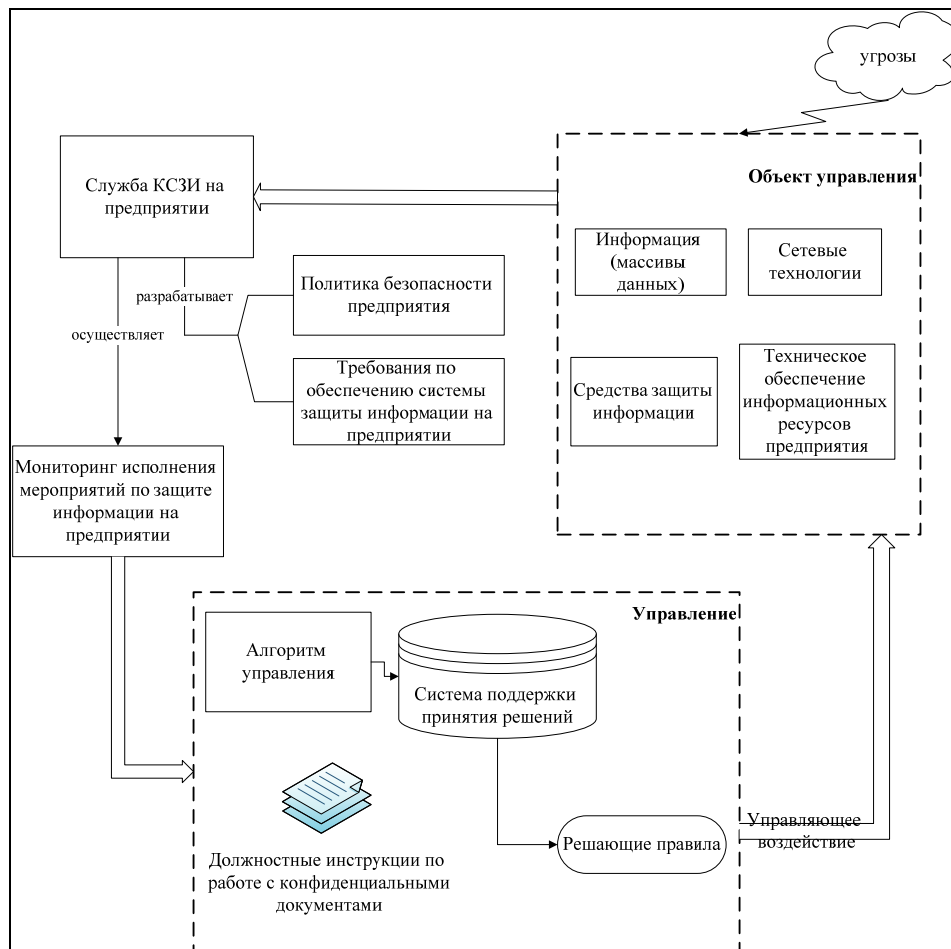 угрозы
Служба КСЗИ на
предприятии
Объект управления
Информация
(массивы
данных)
Сетевые
технологии
разрабатывает
Политика безопасности
предприятия
осуществляет
Требования по
обеспечению системы
защиты информации на
предприятии
Средства защиты
информации
Техническое
обеспечение
информационных
ресурсов
предприятия
Мониторинг исполнения
мероприятий по защите
информации на
предприятии
Управление
Алгоритм
управления
Система поддержки
принятия решений
Должностные инструкции по
работе с конфиденциальными
документами
Решающие правила
Управляющее
воздействие